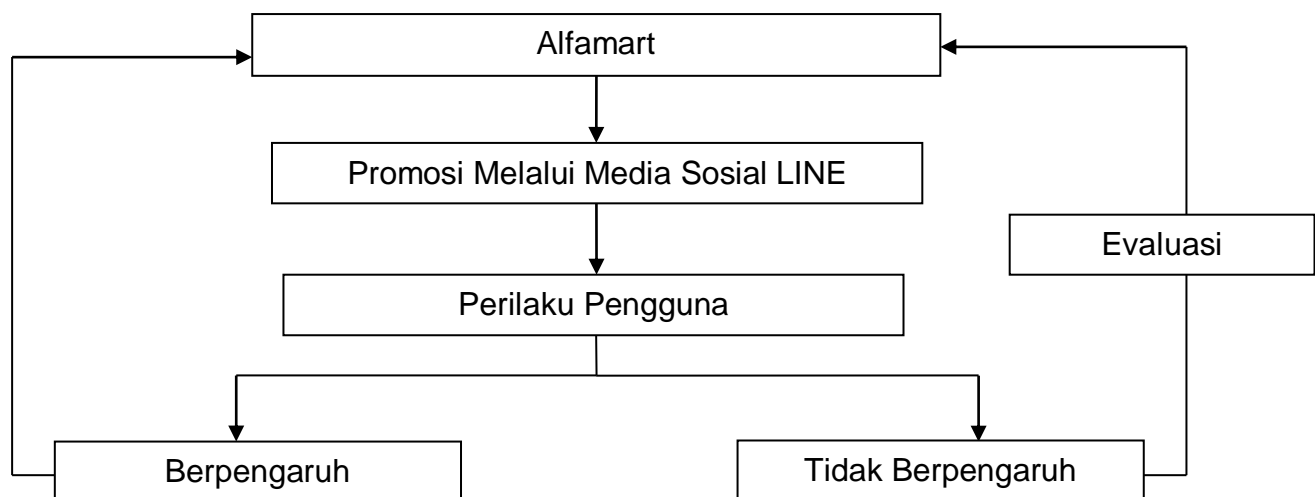 Alfamart
Promosi Melalui Media Sosial LINE
Evaluasi
Perilaku Pengguna
Berpengaruh
Tidak Berpengaruh